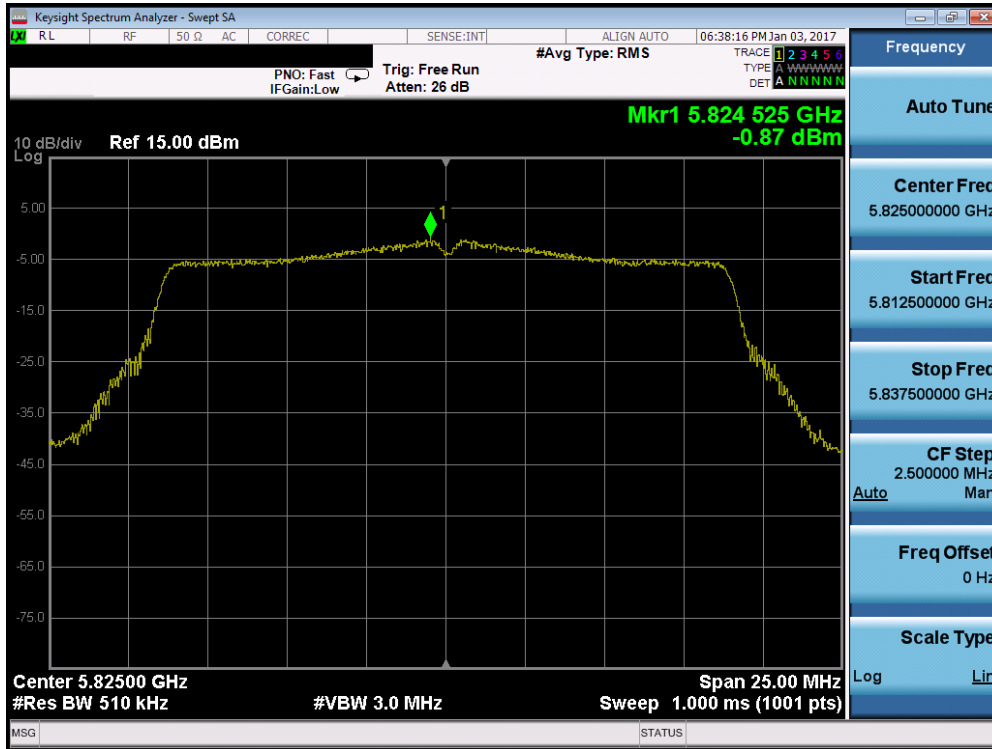 Keysight Spectrum Analyzer - Swept SA
LXI RL RF 50 Ω AC CORREC SENSE:INT ALIGN AUTO 06:38:16 PM Jan 03, 2017
PNO: Fast
IFGain:Low
Trig: Free Run
Atten: 26 dB
#Avg Type: RMS
TRACE 1 2 3 4 5 6
TYPE A WWWWW
DET A N N N N N
Mkr1 5.824 525 GHz
-0.87 dBm
10 dB/div Ref 15.00 dBm
Log
1
5.00
-5.00
-15.0
-25.0
-35.0
-45.0
-55.0
-65.0
-75.0
Center 5.82500 GHz Span 25.00 MHz
#Res BW 510 kHz #VBW 3.0 MHz Sweep 1.000 ms (1001 pts)
MSG STATUS
Frequency
Auto Tune
Center Freq
5.825000000 GHz
Start Freq
5.812500000 GHz
Stop Freq
5.837500000 GHz
CF Step
2.500000 MHz
Auto Man
Freq Offset
0 Hz
Scale Type
Log Lin